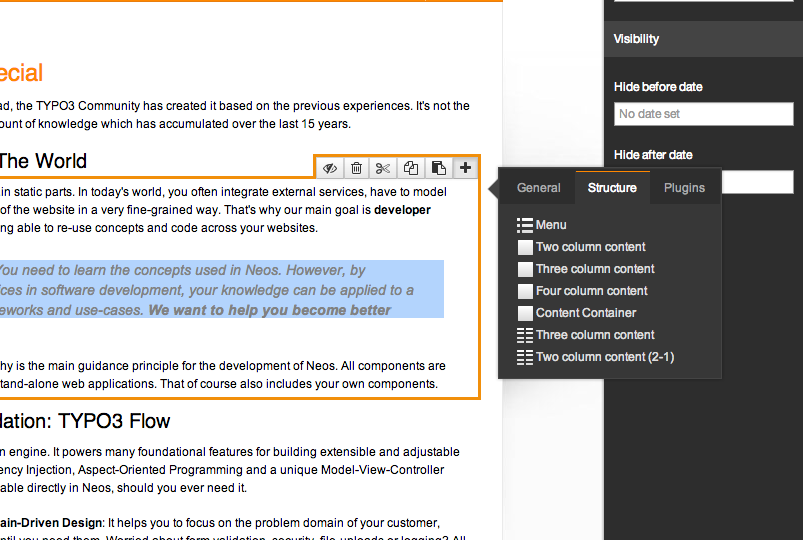 ecial
ad, the TYPO3 Community has created it based on the previous experiences. It's not the
ount of knowledge which has accumulated over the last 15 years.
The World
in static parts. In today's world, you often integrate external services, have to model
of the website in a very fine-grained way. That's why our main goal is developer
ng able to re-use concepts and code across your websites.
You need to learn the concepts used in Neos. However, by
ices in software development, your knowledge can be applied to a
eworks and use-cases. We want to help you become better
hy is the main guidance principle for the development of Neos. All components are
tand-alone web applications. That of course also includes your own components.
dation: TYPO3 Flow
n engine. It powers many foundational features for building extensible and adjustable
ency Injection, Aspect-Oriented Programming and a unique Model-View-Controller
able directly in Neos, should you ever need it.
ain-Driven Design: It helps you to focus on the problem domain of your customer,
ntil you need them. Worried about form validation, security, file uploads or logging? All
General Structure Plugins
Menu
Two column content
Three column content
Four column content
Content Container
Three column content
Two column content (2-1)
Visibility
Hide before date
No date set
Hide after date